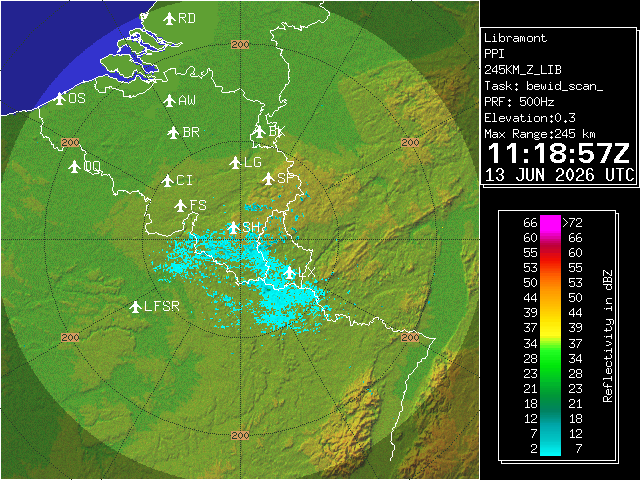 Libramont
PPI
245KM_Z_LIB
Task: bewid_scan_
PRF: 500Hz
Elevation:0.3
Max Range:245 km
11:18:57Z
13 JUN 2026 UTC
RD
200
OS
AW
BR
BK
200
200
OQ
LG
CI
SP
FS
SH
LX
LFSR
200
200
200
66 >72
60 66
55 60
53 55
50 53
44 50
39 44
37 39
34 37
28 34
23 28
21 23
18 21
12 18
7 12
2 7
Reflectivity in dBZ